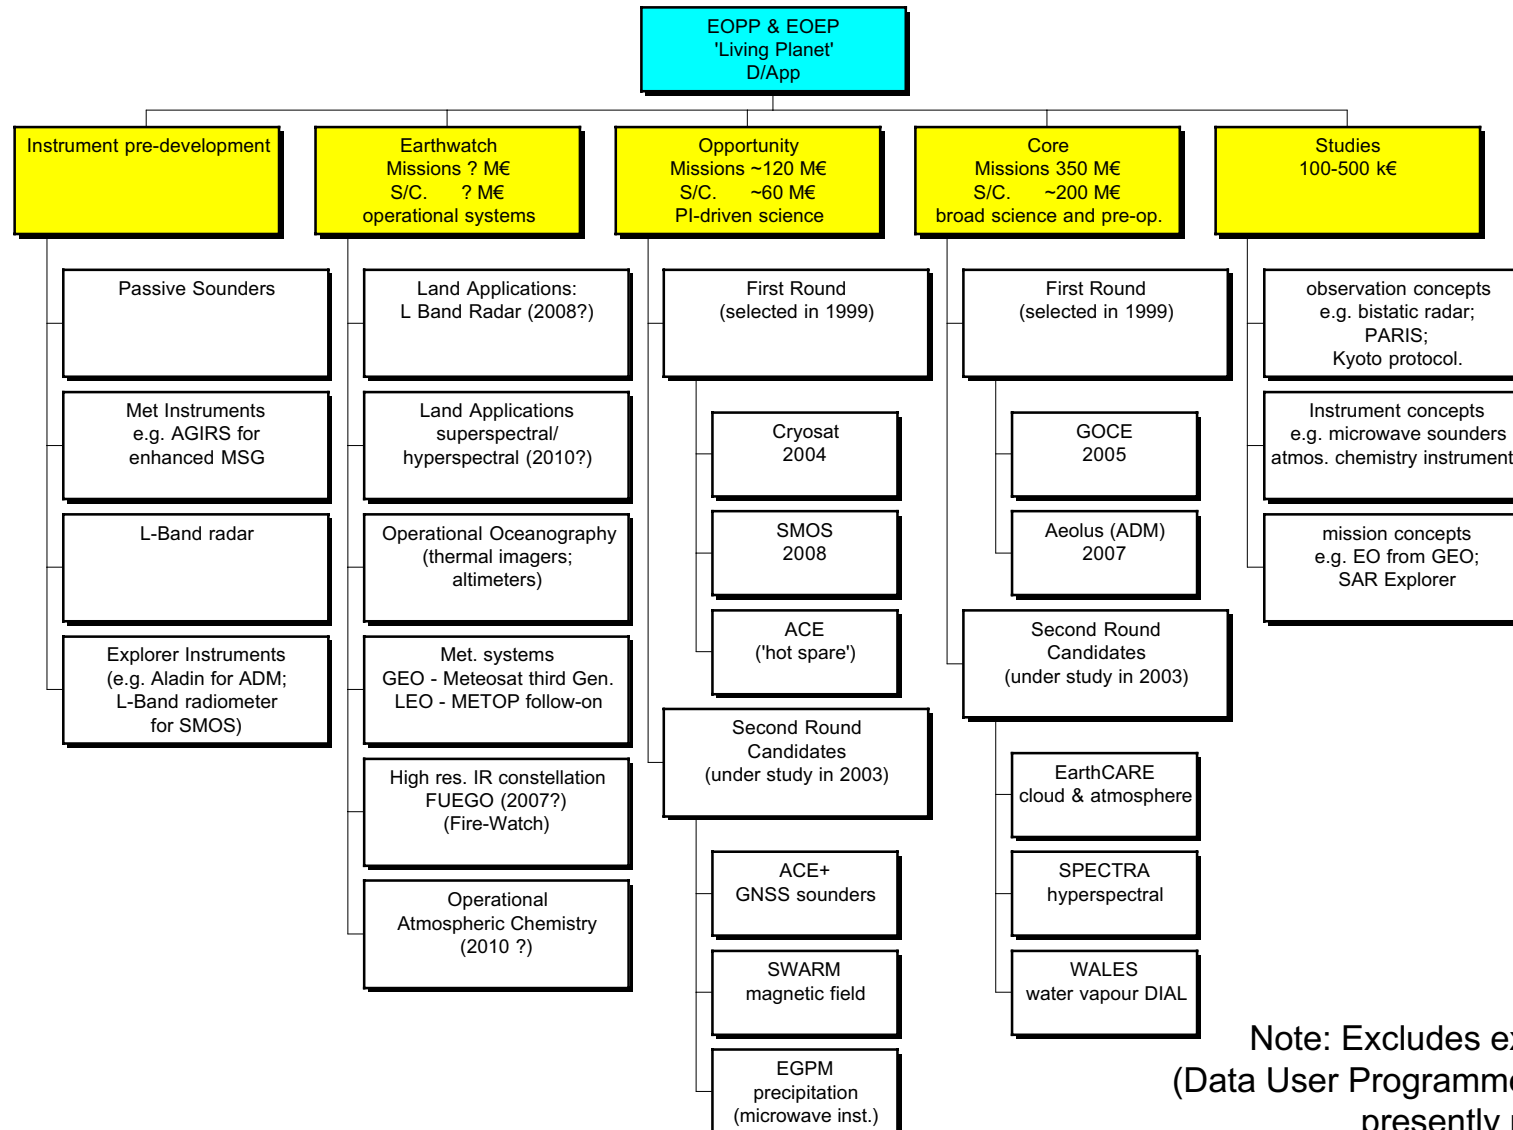 EOPP & EOEP
'Living Planet'
D/App
Instrument pre-development
Earthwatch
Missions ? M€
S/C. ? M€
operational systems
Opportunity
Missions ~120 M€
S/C. ~60 M€
PI-driven science
Core
Missions 350 M€
S/C. ~200 M€
broad science and pre-op.
Studies
100-500 k€
Passive Sounders
Met Instruments
e.g. AGIRS for
enhanced MSG
L-Band radar
Explorer Instruments
(e.g. Aladin for ADM;
L-Band radiometer
for SMOS)
Land Applications:
L Band Radar (2008?)
Land Applications
superspectral/
hyperspectral (2010?)
Operational Oceanography
(thermal imagers;
altimeters)
Met. systems
GEO - Meteosat third Gen.
LEO - METOP follow-on
High res. IR constellation
FUEGO (2007?)
(Fire-Watch)
Operational
Atmospheric Chemistry
(2010 ?)
First Round
(selected in 1999)
Cryosat
2004
SMOS
2008
ACE
('hot spare')
Second Round
Candidates
(under study in 2003)
ACE+
GNSS sounders
SWARM
magnetic field
EGPM
precipitation
(microwave inst.)
First Round
(selected in 1999)
GOCE
2005
Aeolus (ADM)
2007
Second Round
Candidates
(under study in 2003)
EarthCARE
cloud & atmosphere
SPECTRA
hyperspectral
WALES
water vapour DIAL
observation concepts
e.g. bistatic radar;
PARIS;
Kyoto protocol.
Instrument concepts
e.g. microwave sounders
atmos. chemistry instrument
mission concepts
e.g. EO from GEO;
SAR Explorer
Note: Excludes
(Data User Programme
presently